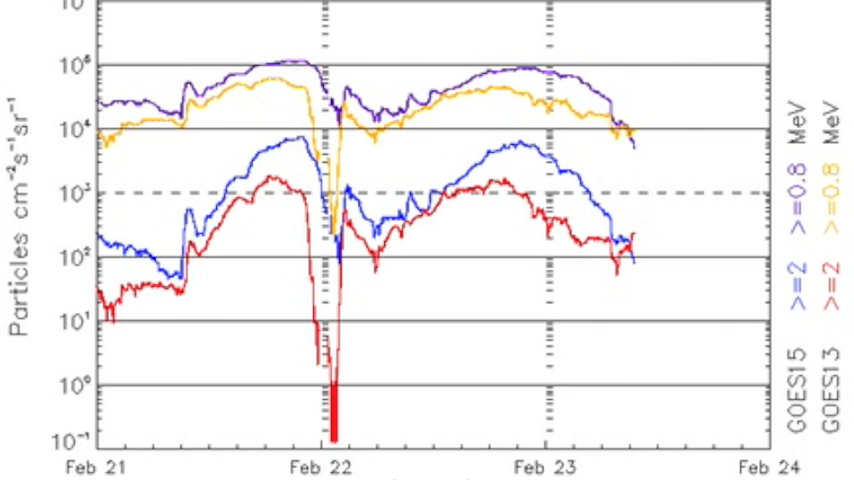 10
10⁶
10⁴
10³
10²
10¹
10⁰
10⁻¹
Particles cm⁻²s⁻¹sr⁻¹
Feb 21
Feb 22
Feb 23
Feb 24
GOES15 >=2 >=0.8 MeV
GOES13 >=2 >=0.8 MeV